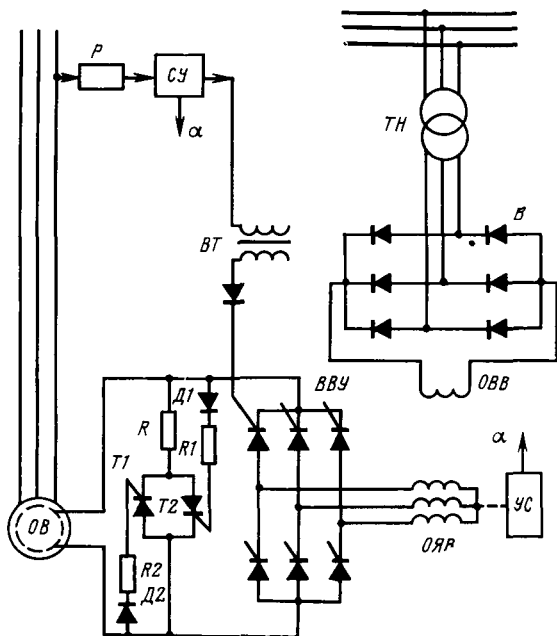 P
СУ
α
ТН
В
ВТ
ОВВ
Д1
ВВУ
R
R1
α
Т1
Т2
УС
ОВ
ОЯВ
R2
Д2